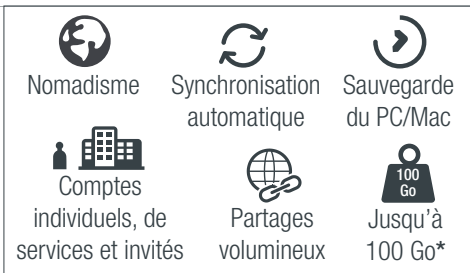 Nomadisme
Synchronisation
automatique
Sauvegarde
du PC/Mac
Comptes
individuels, de
services et invités
Partages
volumineux
100
Go
Jusqu'à
100 Go*